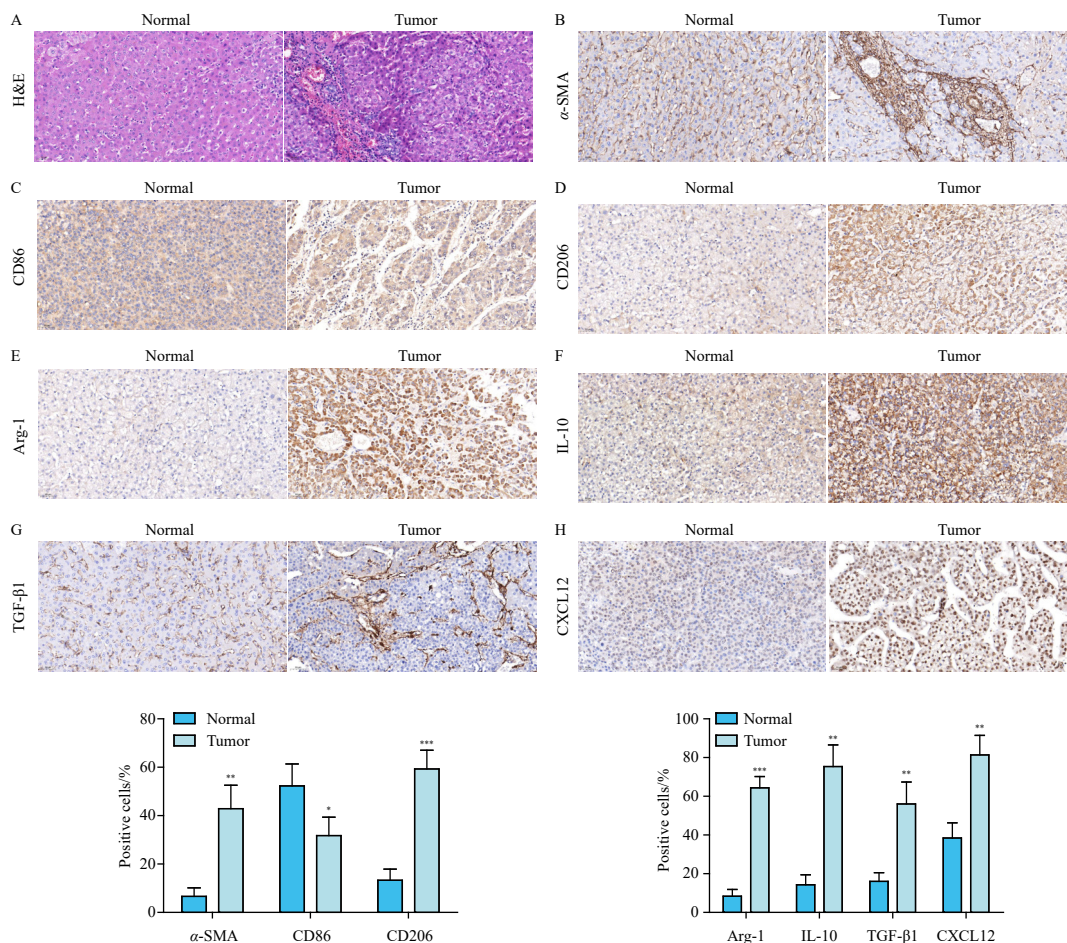 A
Normal
Tumor
H&E
B
Normal
Tumor
α-SMA
C
Normal
Tumor
CD86
D
Normal
Tumor
CD206
E
Normal
Tumor
Arg-1
F
Normal
Tumor
IL-10
G
Normal
Tumor
TGF-β1
H
Normal
Tumor
CXCL12
Positive cells/%
80
60
40
20
0
Normal
Tumor
**
*
***
α-SMA CD86 CD206
Positive cells/%
100
80
60
40
20
0
Normal
Tumor
***
**
**
**
Arg-1 IL-10 TGF-β1 CXCL12